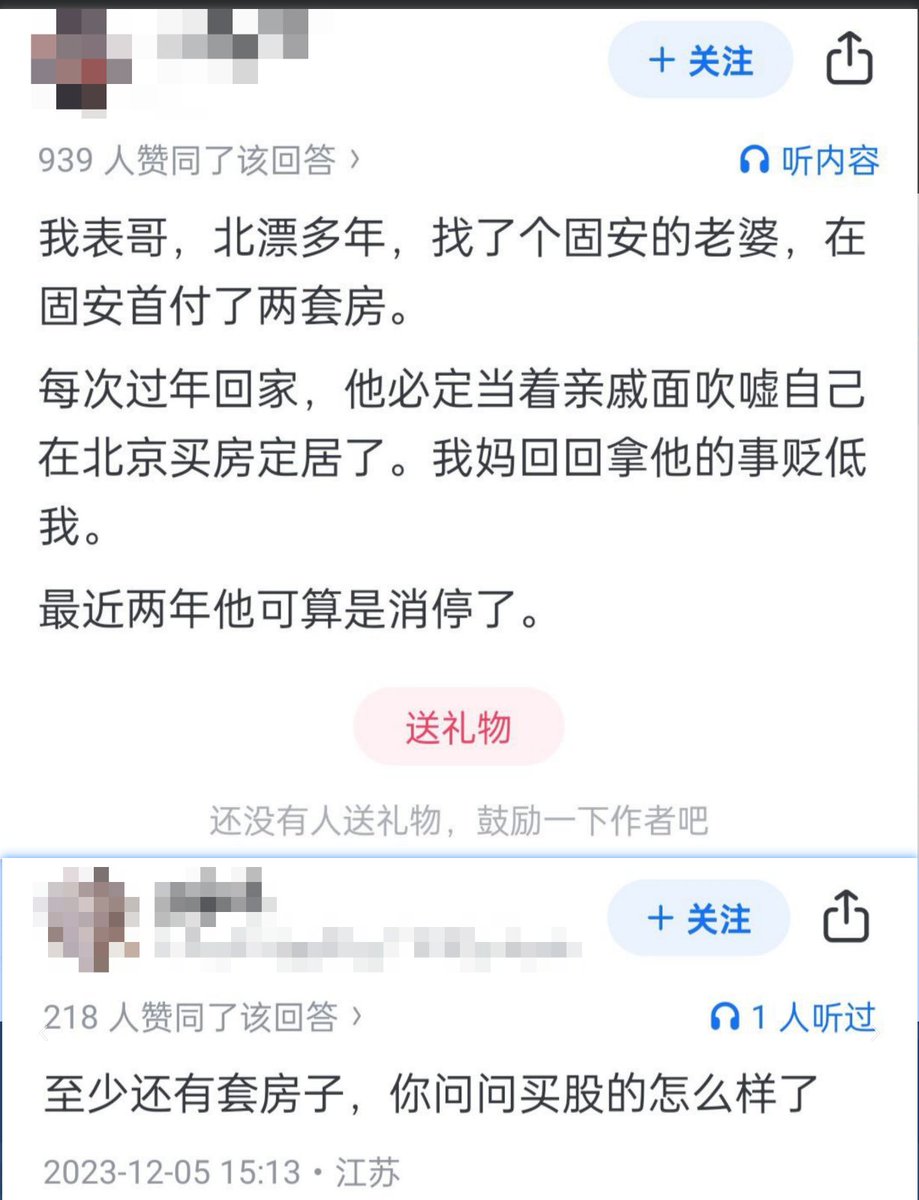 + 关注
939 人赞同了该回答 ›
听内容
我表哥，北漂多年，找了个固安的老婆，在
固安首付了两套房。
每次过年回家，他必定当着亲戚面吹嘘自己
在北京买房定居了。我妈回回拿他的事贬低
我。
最近两年他可算是消停了。
送礼物
还没有人送礼物，鼓励一下作者吧
+ 关注
218 人赞同了该回答 ›
1 人听过
至少还有套房子，你问问买股的怎么样了
2023-12-05 15:13 · 江苏